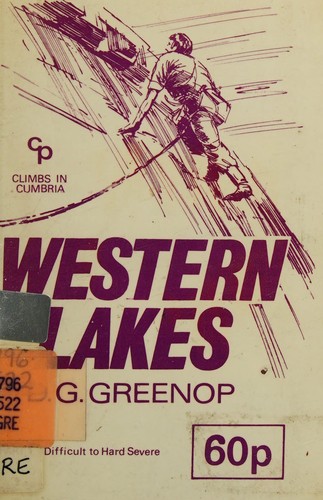 cp
CLIMBS IN
CUMBRIA
WESTERN
LAKES
G. GREENOP
796
522
GRE
Difficult to Hard Severe
60p
RE